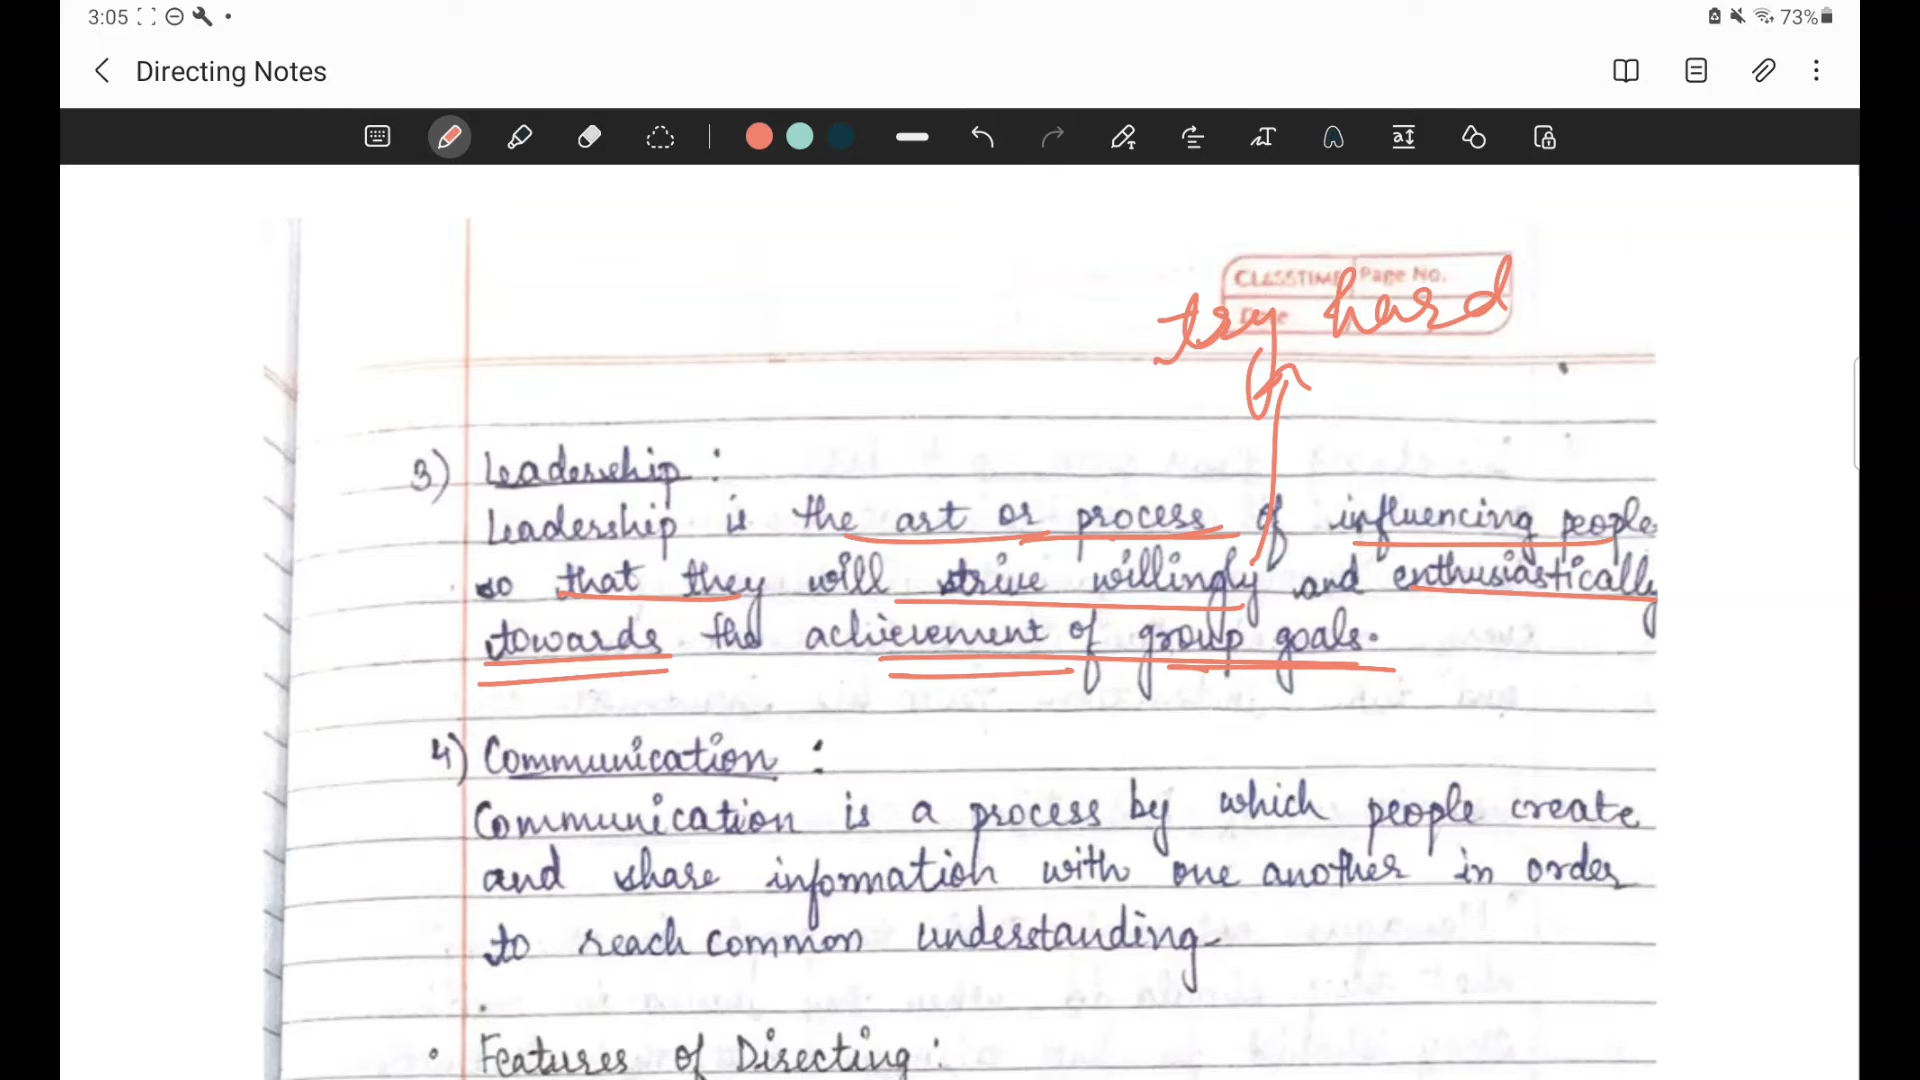 3:05
73%
Directing Notes
CLASSTIME Page No.
Date
try hard
3) Leadership :
Leadership is the art or process of influencing people
so that they will strive willingly and enthusiastically
towards the achievement of group goals.
4) Communication :
Communication is a process by which people create
and share information with one another in order
to reach common understanding
• Features of Directing :